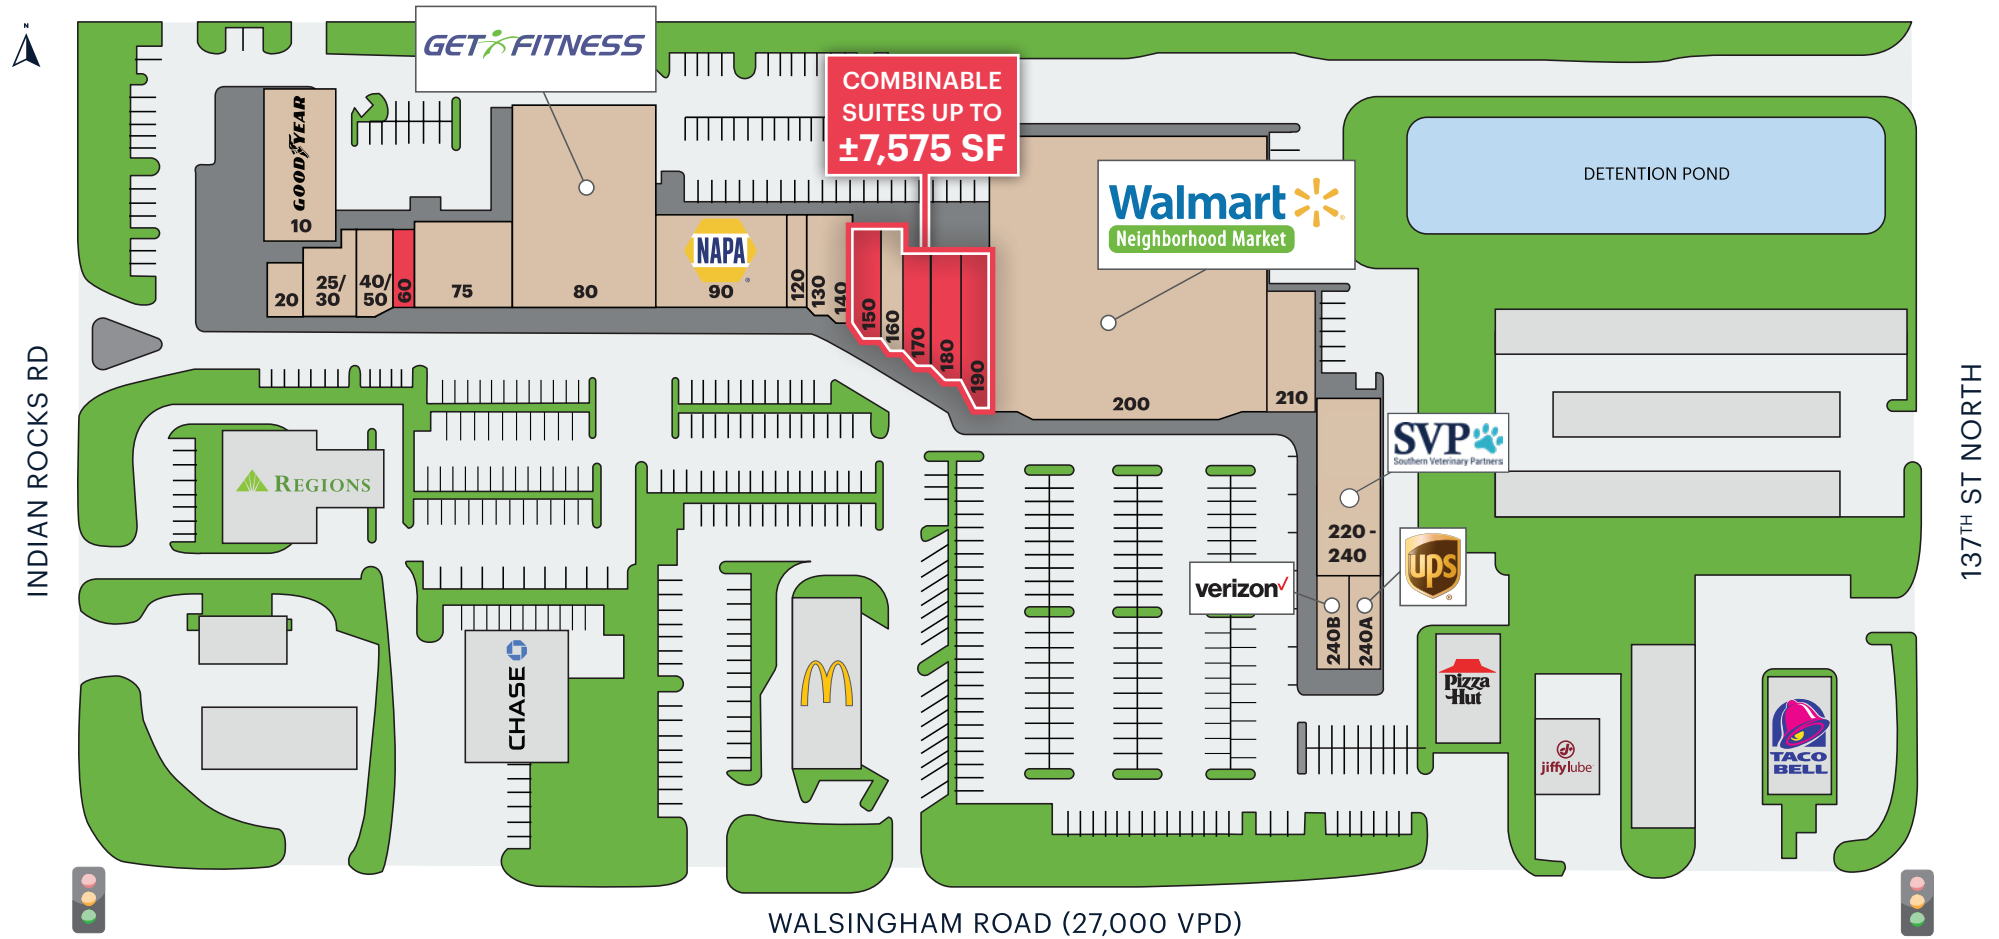 N
GET FITNESS
COMBINABLE
SUITES UP TO
±7,575 SF
GOODYEAR
10
20
25/
30
40/
50
60
75
80
NAPA
90
120
130
140
150
160
170
180
190
Walmart
Neighborhood Market
200
210
DETENTION POND
SVP
Southern Veterinary Partners
220 -
240
verizon
ups
240B
240A
REGIONS
CHASE
Pizza
Hut
jiffy lube
TACO
BELL
INDIAN ROCKS RD
137TH ST NORTH
WALSINGHAM ROAD (27,000 VPD)